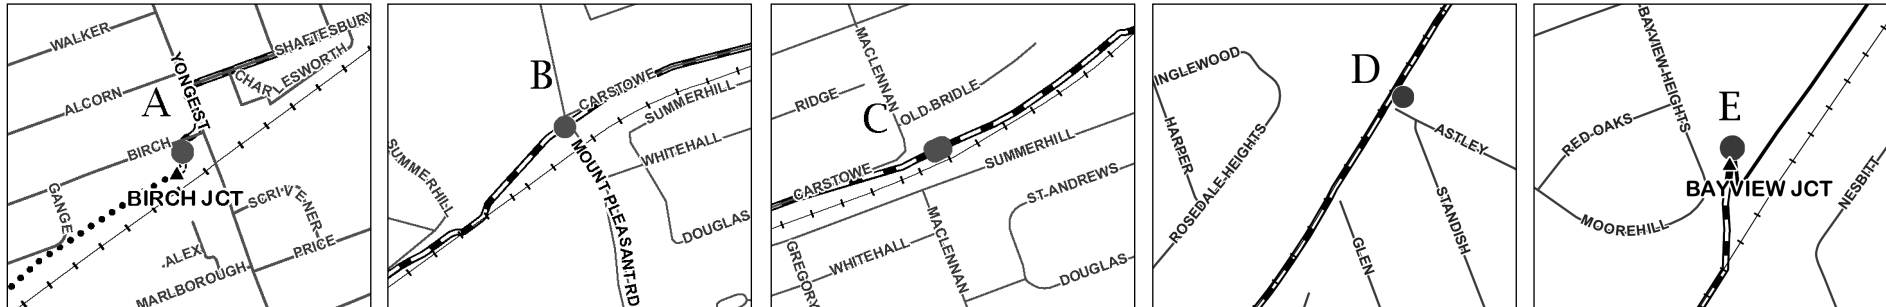 WALKER
SHAFTESBURY
YONGE ST
CHARLESWORTH
ALCORN
A
BIRCH
BIRCH JCT
GANGE
SCRIVENER
ALEX
PRICE
MARLBOROUGH
B
CARSTOWE
SUMMERHILL
SUMMERHILL
WHITEHALL
MOUNT-PLEASANT-RD
DOUGLAS
MACLENNAN
RIDGE
OLD-BRIDLE
C
SUMMERHILL
CARSTOWE
ST-ANDREWS
MACLENNAN
GREGORY
WHITEHALL
DOUGLAS
INGLEWOOD
D
HARPER
ROSEDALE-HEIGHTS
ASTLEY
STANDISH
GLEN
BAYVIEW-HEIGHTS
E
RED-OAKS
BAYVIEW JCT
NESBITT
MOOREHILL